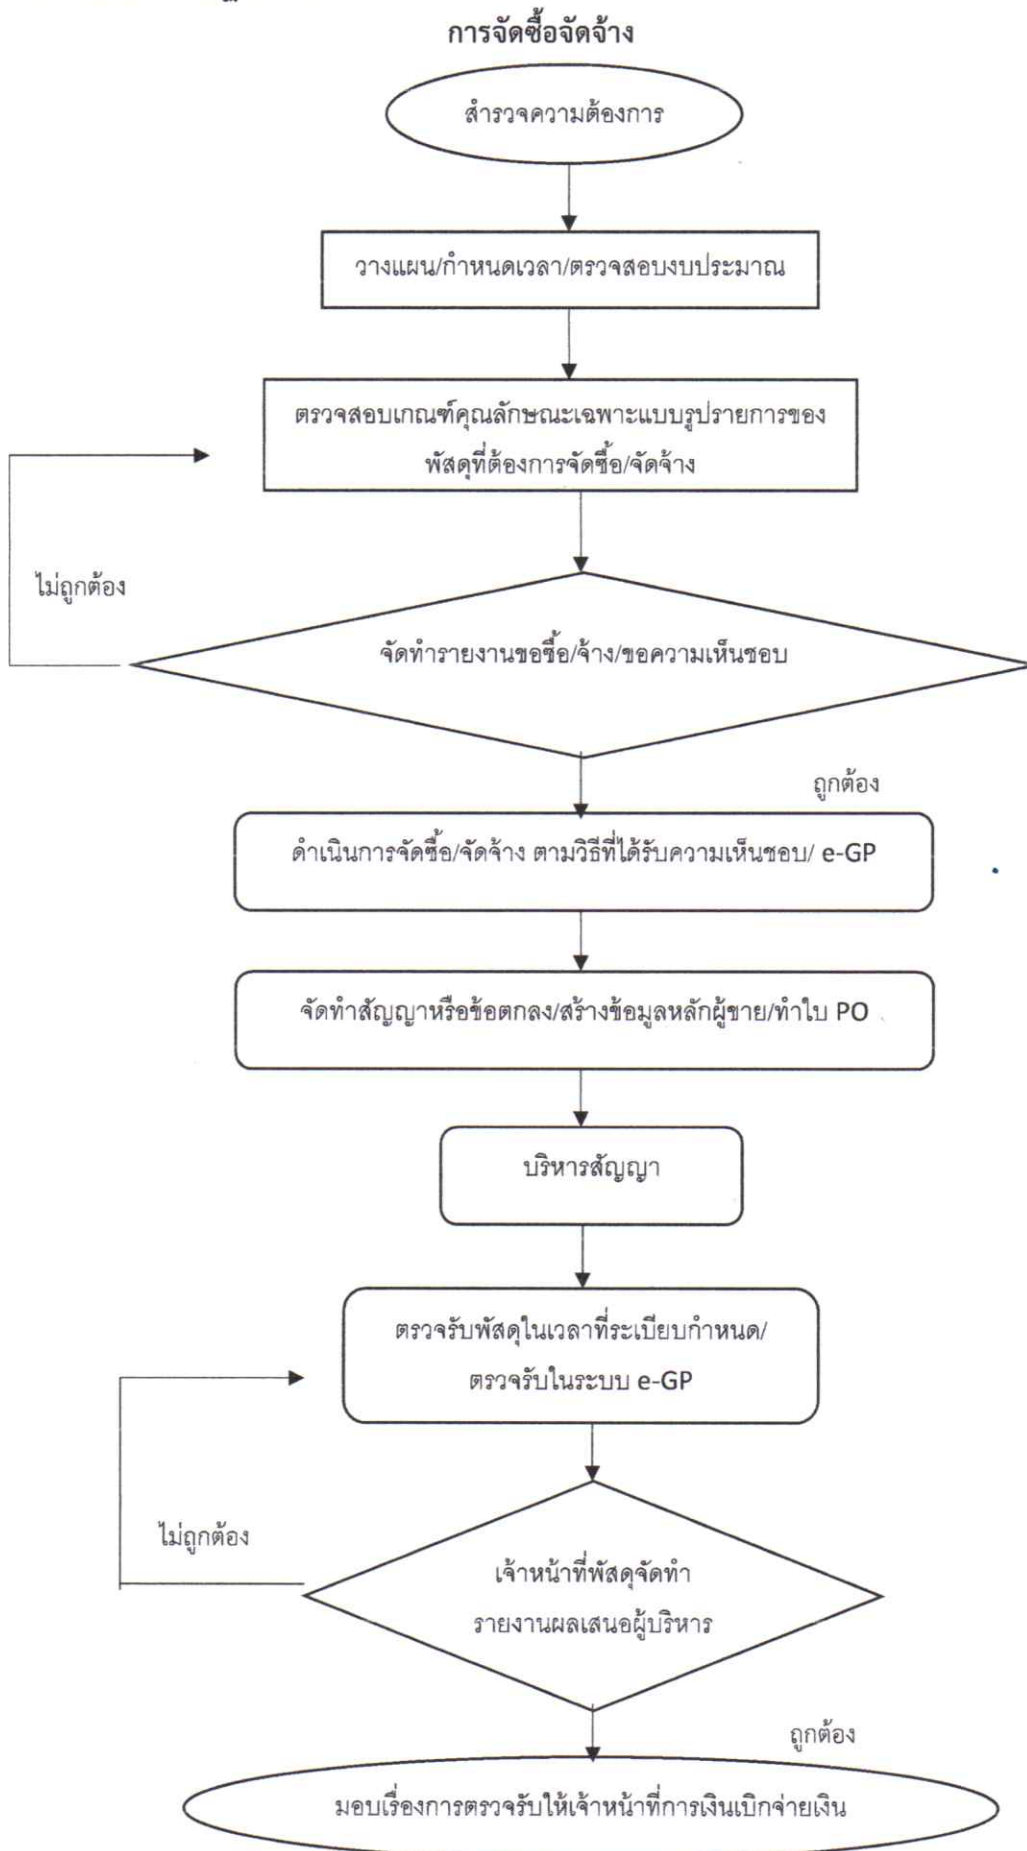 การจัดซื้อจัดจ้าง
สำรวจความต้องการ
วางแผน/กำหนดเวลา/ตรวจสอบงบประมาณ
ตรวจสอบเกณฑ์คุณลักษณะเฉพาะแบบรูปรายการของ
พัสดุที่ต้องการจัดซื้อ/จัดจ้าง
ไม่ถูกต้อง
จัดทำรายงานขอซื้อ/จ้าง/ขอความเห็นชอบ
ถูกต้อง
ดำเนินการจัดซื้อ/จัดจ้าง ตามวิธีที่ได้รับความเห็นชอบ/ e-GP
จัดทำสัญญาหรือข้อตกลง/สร้างข้อมูลหลักผู้ขาย/ทำใบ PO
บริหารสัญญา
ตรวจรับพัสดุในเวลาที่ระเบียบกำหนด/
ตรวจรับในระบบ e-GP
ไม่ถูกต้อง
เจ้าหน้าที่พัสดุจัดทำ
รายงานผลเสนอผู้บริหาร
ถูกต้อง
มอบเรื่องการตรวจรับให้เจ้าหน้าที่การเงินเบิกจ่ายเงิน